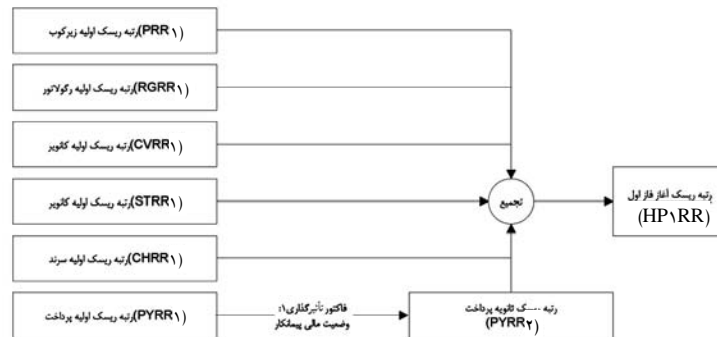 رتبه ریسک اولیه زیرکوب(PRR۱)
رتبه ریسک اولیه رگولاتور(RGRR۱)
رتبه ریسک اولیه کانویر(CVRR۱)
رتبه ریسک اولیه کانویر(STRR۱)
رتبه ریسک اولیه سرند(CHRR۱)
رتبه ریسک اولیه پرداخت(PYRR۱)
فاکتور تأثیرگذاری۱:
وضعیت مالی پیمانکار
رتبه ریسک ثانویه پرداخت
(PYRR۲)
تجمیع
رتبه ریسک آغاز فاز اول
(HP۱RR)